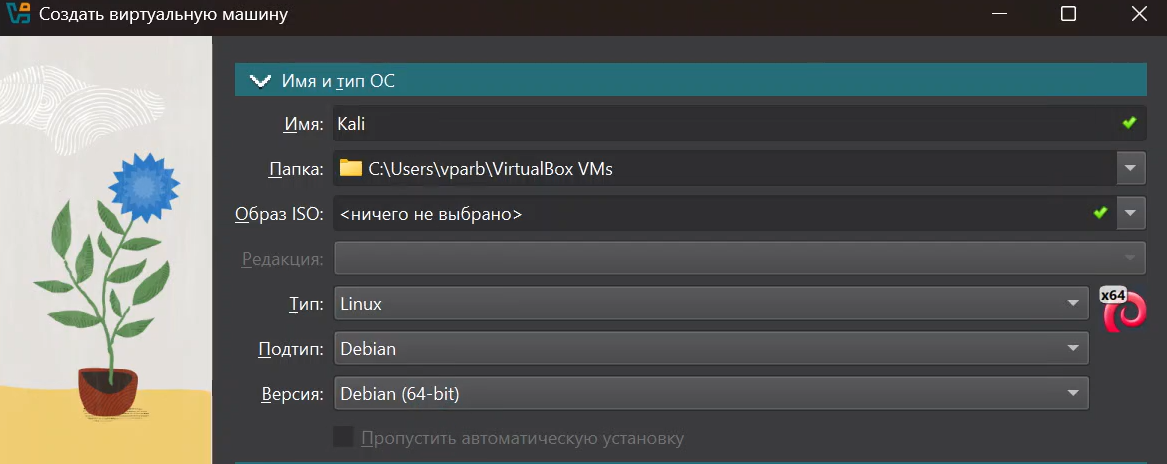 Создать виртуальную машину
Имя и тип ОС
Имя: Kali
Папка: C:\Users\vparb\VirtualBox VMs
Образ ISO: <ничего не выбрано>
Редакция:
Тип: Linux
x64
Подтип: Debian
Версия: Debian (64-bit)
Пропустить автоматическую установку